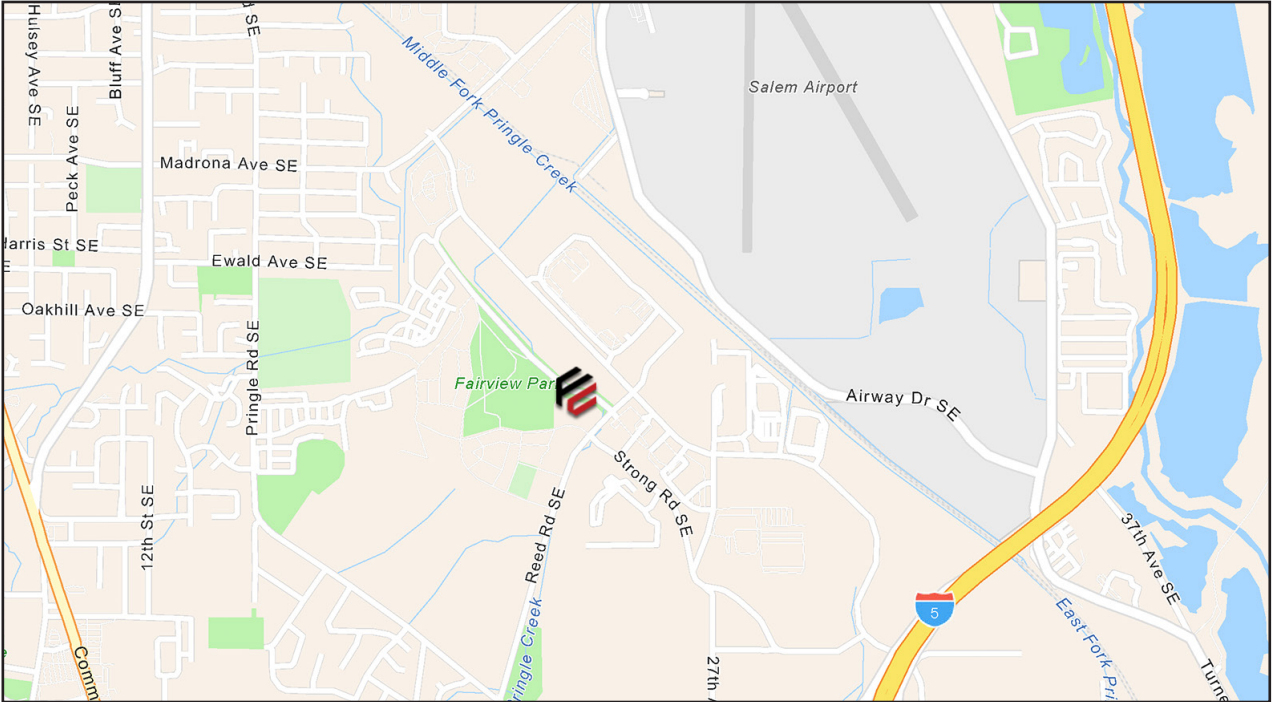 Hulsey Ave SE
Bluff Ave S
d SE
Middle Fork Pringle Creek
Salem Airport
Peck Ave SE
Madrona Ave SE
Harris St SE
E
Ewald Ave SE
Oakhill Ave SE
Pringle Rd SE
Fairview Par
Airway Dr SE
Strong Rd SE
12th St SE
Reed Rd SE
37th Ave SE
5
East Fork Pri
Pringle Creek
Comm
27th
Turne